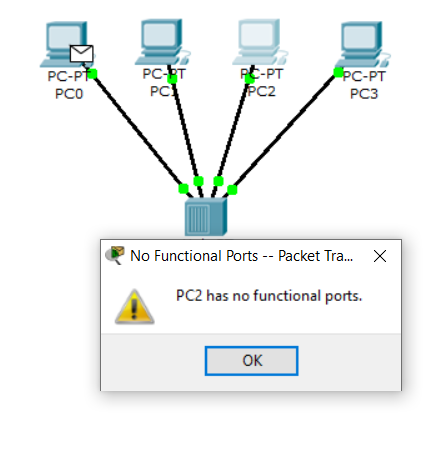 PC-PT PC-PT PC-PT PC-PT
PC0 PC1 PC2 PC3
No Functional Ports -- Packet Tra...
PC2 has no functional ports.
OK